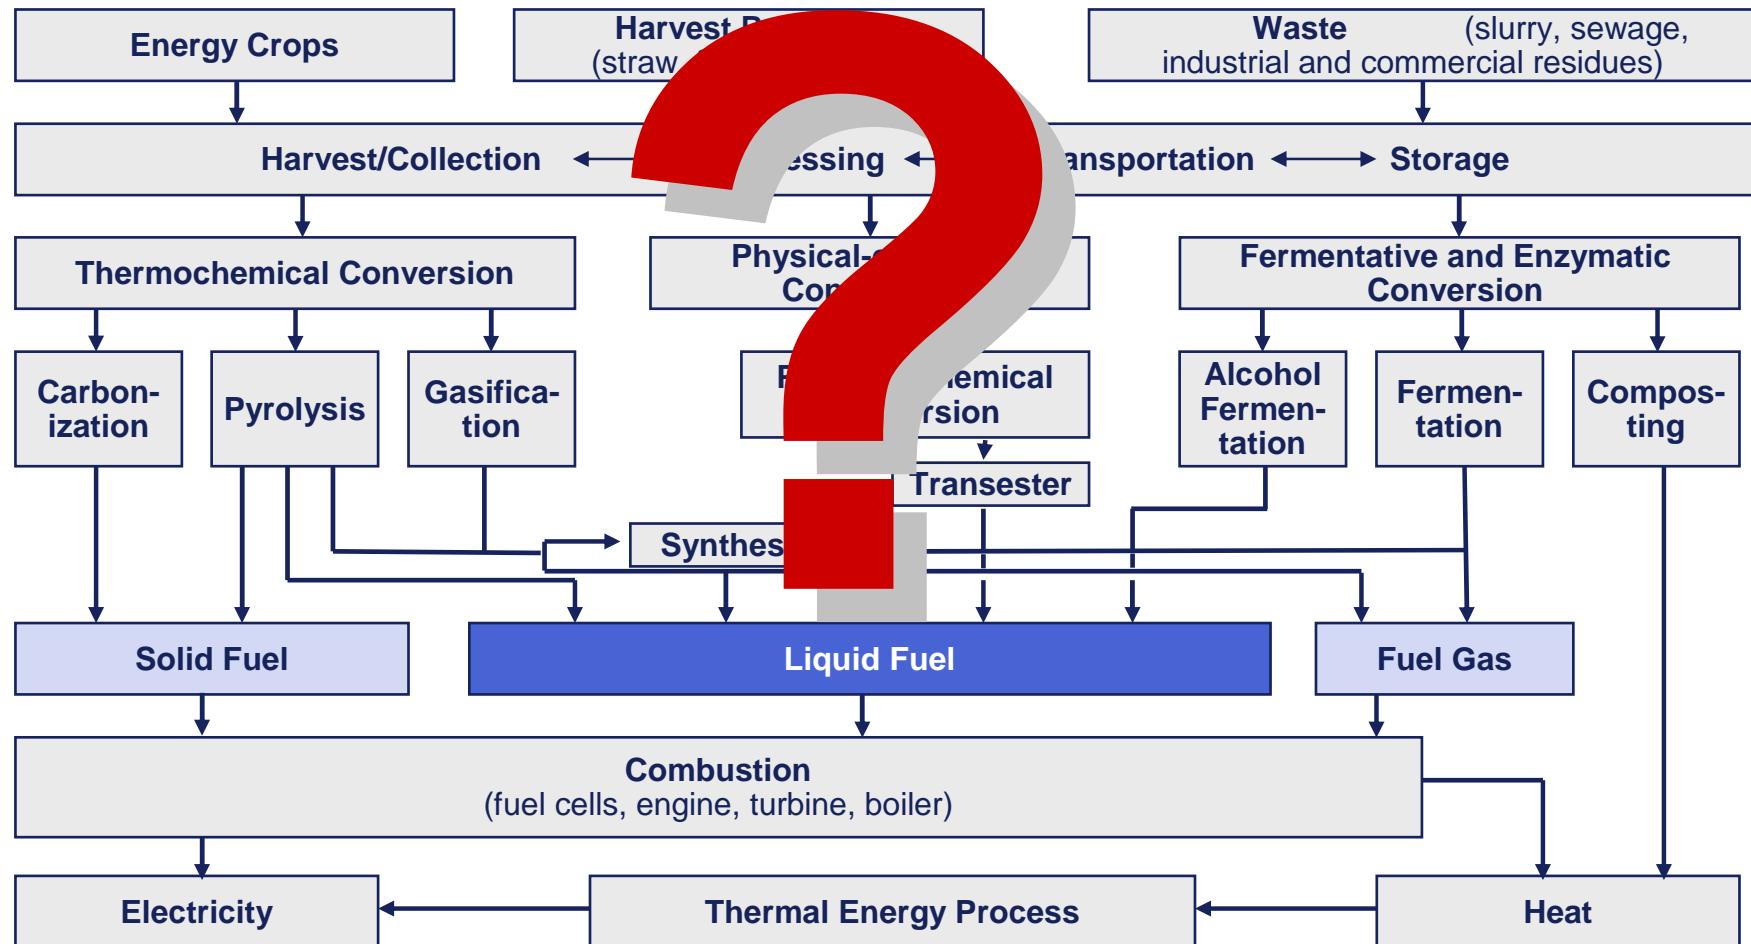 Energy Crops
Harvest
(straw
Waste (slurry, sewage,
industrial and commercial residues)
Harvest/Collection
essing
ansportation
Storage
Thermochemical Conversion
Physical-
Con
Fermentative and Enzymatic
Conversion
Carbon-
ization
Pyrolysis
Gasifica-
tion
emical
rsion
Alcohol
Fermen-
tation
Fermen-
tation
Compos-
ting
Transester
Synthes
?
Solid Fuel
Liquid Fuel
Fuel Gas
Combustion
(fuel cells, engine, turbine, boiler)
Electricity
Thermal Energy Process
Heat